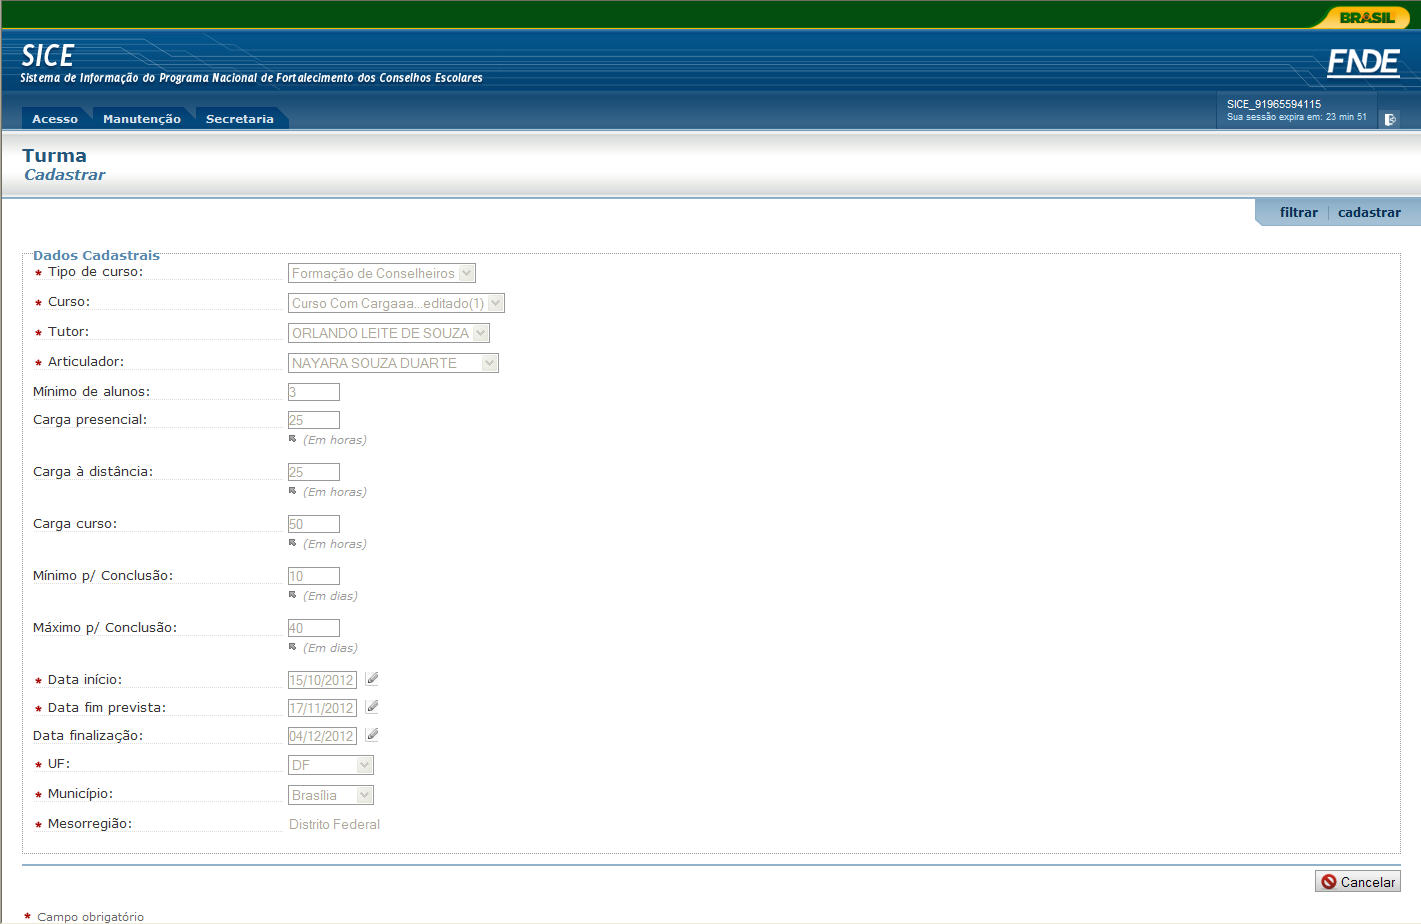 BRASIL
SICE
Sistema de Informação do Programa Nacional de Fortalecimento dos Conselhos Escolares
FNDE
Acesso Manutenção Secretaria
SICE_91965594115
Sua sessão expira em: 23 min 51
Turma
Cadastrar
filtrar cadastrar
Dados Cadastrais
* Tipo de curso: Formação de Conselheiros
* Curso: Curso Com Cargaaa...editado(1)
* Tutor: ORLANDO LEITE DE SOUZA
* Articulador: NAYARA SOUZA DUARTE
Mínimo de alunos: 3
Carga presencial: 25
(Em horas)
Carga à distância: 25
(Em horas)
Carga curso: 50
(Em horas)
Mínimo p/ Conclusão: 10
(Em dias)
Máximo p/ Conclusão: 40
(Em dias)
* Data início: 15/10/2012
* Data fim prevista: 17/11/2012
Data finalização: 04/12/2012
* UF: DF
* Município: Brasília
* Mesorregião: Distrito Federal
Cancelar
* Campo obrigatório